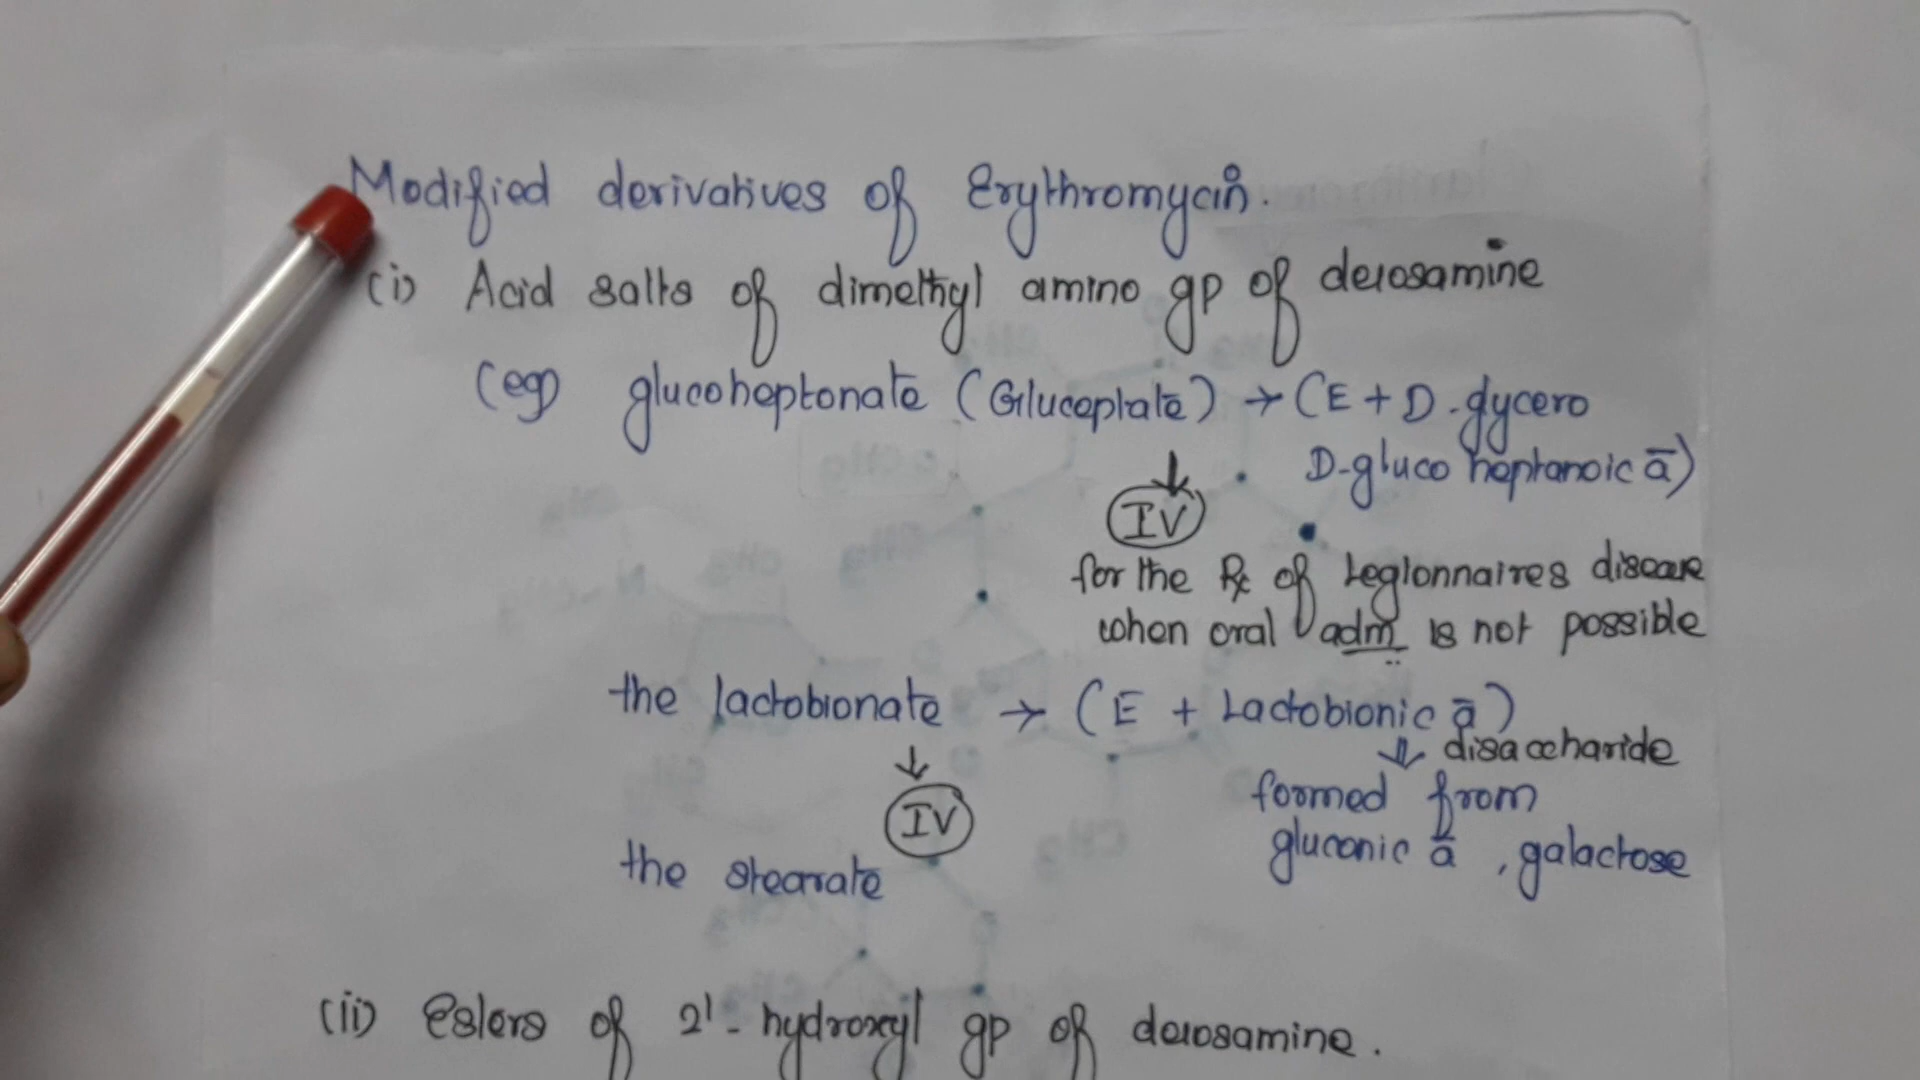 Modified derivatives of Erythromycin.
(i) Acid salts of dimethyl amino gp of desosamine
(eg) glucoheptonate (Gluceplate) → (E + D-glycero
D-gluco heptanoic ā)
↓
IV
for the Rx of Legionnaires disease
when oral adm is not possible
the lactobionate → (E + Lactobionic ā)
⇓ disaccharide
↓ formed from
IV gluconic ā, galactose
the stearate
(ii) Esters of 2'-hydroxyl gp of desosamine.